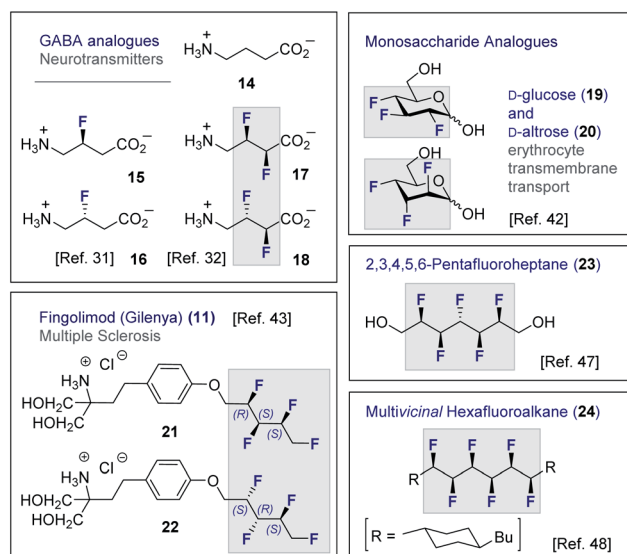 GABA analogues
Neurotransmitters
H3N+ CO2−
14
F
H3N+ CO2−
15
F
H3N+ CO2−
F
17
F
H3N+ CO2−
[Ref. 31] 16
F
H3N+ CO2−
F
[Ref. 32] 18
Monosaccharide Analogues
OH
F O
F F OH
OH
F F O
F OH
D-glucose (19)
and
D-altrose (20)
erythrocyte
transmembrane
transport
[Ref. 42]
2,3,4,5,6-Pentafluoroheptane (23)
F F F
HO OH
F F
[Ref. 47]
Fingolimod (Gilenya) (11) [Ref. 43]
Multiple Sclerosis
+ Cl−
H3N
HOH2C
HOH2C
O F F
(R) (S) (S)
F F
21
+ Cl−
H3N
HOH2C
HOH2C
O F F
(S) (R) (S)
F F
22
Multivicinal Hexafluoroalkane (24)
F F F
R R
F F F
R = Bu
[Ref. 48]